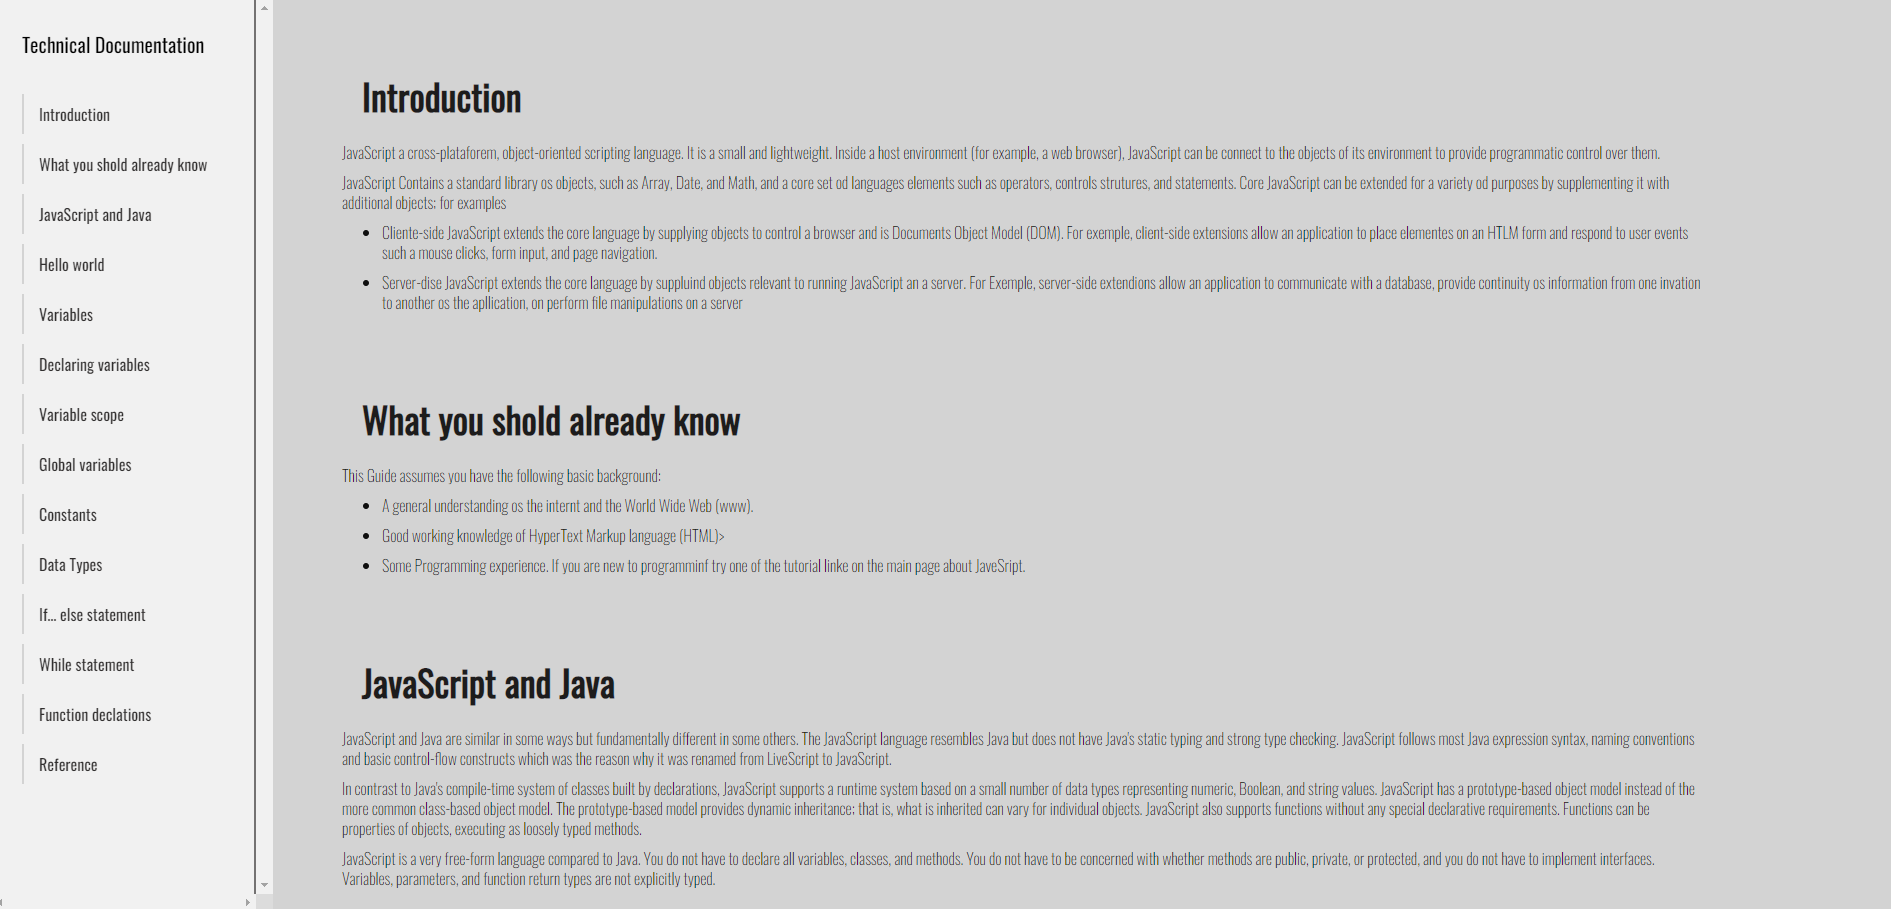 Technical Documentation
Introduction
What you shold already know
JavaScript and Java
Hello world
Variables
Declaring variables
Variable scope
Global variables
Constants
Data Types
If... else statement
While statement
Function declations
Reference
Introduction
JavaScript a cross-plataforem, object-oriented scripting language. It is a small and lightweight. Inside a host environment (for example, a web browser), JavaScript can be connect to the objects of its environment to provide programmatic control over them.
JavaScript Contains a standard library os objects, such as Array, Date, and Math, and a core set od languages elements such as operators, controls strutures, and statements. Core JavaScript can be extended for a variety od purposes by supplementing it with
additional objects; for examples
Cliente-side JavaScript extends the core language by supplying objects to control a browser and is Documents Object Model (DOM). For exemple, client-side extensions allow an application to place elementes on an HTLM form and respond to user events
such a mouse clicks, form input, and page navigation.
Server-dise JavaScript extends the core language by suppluind objects relevant to running JavaScript an a server. For Exemple, server-side extendions allow an application to communicate with a database, provide continuity os information from one invation
to another os the apllication, on perform file manipulations on a server
What you shold already know
This Guide assumes you have the following basic background:
A general understanding os the internt and the World Wide Web (www).
Good working knowledge of HyperText Markup language (HTML)>
Some Programming experience. If you are new to programminf try one of the tutorial linke on the main page about JaveSript.
JavaScript and Java
JavaScript and Java are similar in some ways but fundamentally different in some others. The JavaScript language resembles Java but does not have Java's static typing and strong type checking. JavaScript follows most Java expression syntax, naming conventions
and basic control-flow constructs which was the reason why it was renamed from LiveScript to JavaScript.
In contrast to Java's compile-time system of classes built by declarations, JavaScript supports a runtime system based on a small number of data types representing numeric, Boolean, and string values. JavaScript has a prototype-based object model instead of the
more common class-based object model. The prototype-based model provides dynamic inheritance; that is, what is inherited can vary for individual objects. JavaScript also supports functions without any special declarative requirements. Functions can be
properties of objects, executing as loosely typed methods.
JavaScript is a very free-form language compared to Java. You do not have to declare all variables, classes, and methods. You do not have to be concerned with whether methods are public, private, or protected, and you do not have to implement interfaces.
Variables, parameters, and function return types are not explicitly typed.